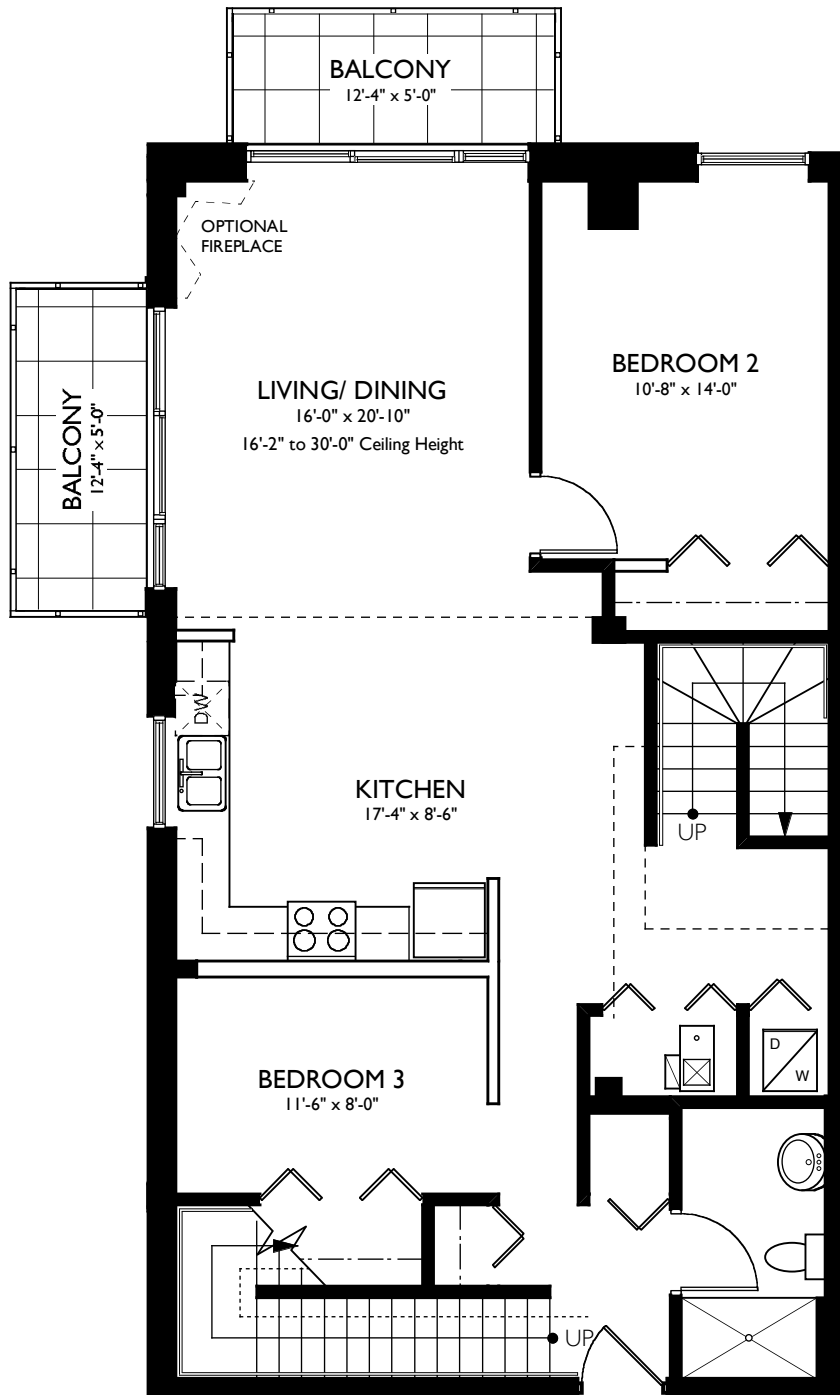 BALCONY
12'-4" x 5'-0"
OPTIONAL
FIREPLACE
BEDROOM 2
10'-8" x 14'-0"
LIVING/ DINING
16'-0" x 20'-10"
16'-2" to 30'-0" Ceiling Height
BALCONY
12'-4" x 5'-0"
DW
KITCHEN
17'-4" x 8'-6"
UP
D
W
BEDROOM 3
11'-6" x 8'-0"
UP